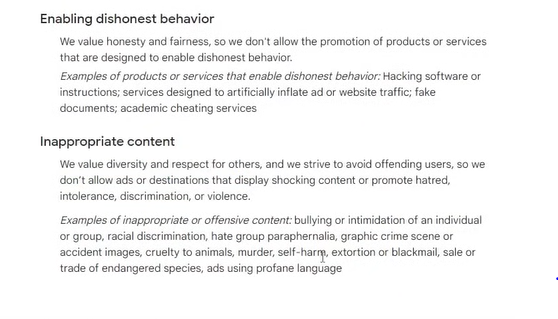 Enabling dishonest behavior
We value honesty and fairness, so we don't allow the promotion of products or services
that are designed to enable dishonest behavior.
Examples of products or services that enable dishonest behavior: Hacking software or
instructions; services designed to artificially inflate ad or website traffic; fake
documents; academic cheating services
Inappropriate content
We value diversity and respect for others, and we strive to avoid offending users, so we
don't allow ads or destinations that display shocking content or promote hatred,
intolerance, discrimination, or violence.
Examples of inappropriate or offensive content: bullying or intimidation of an individual
or group, racial discrimination, hate group paraphernalia, graphic crime scene or
accident images, cruelty to animals, murder, self-harm, extortion or blackmail, sale or
trade of endangered species, ads using profane language